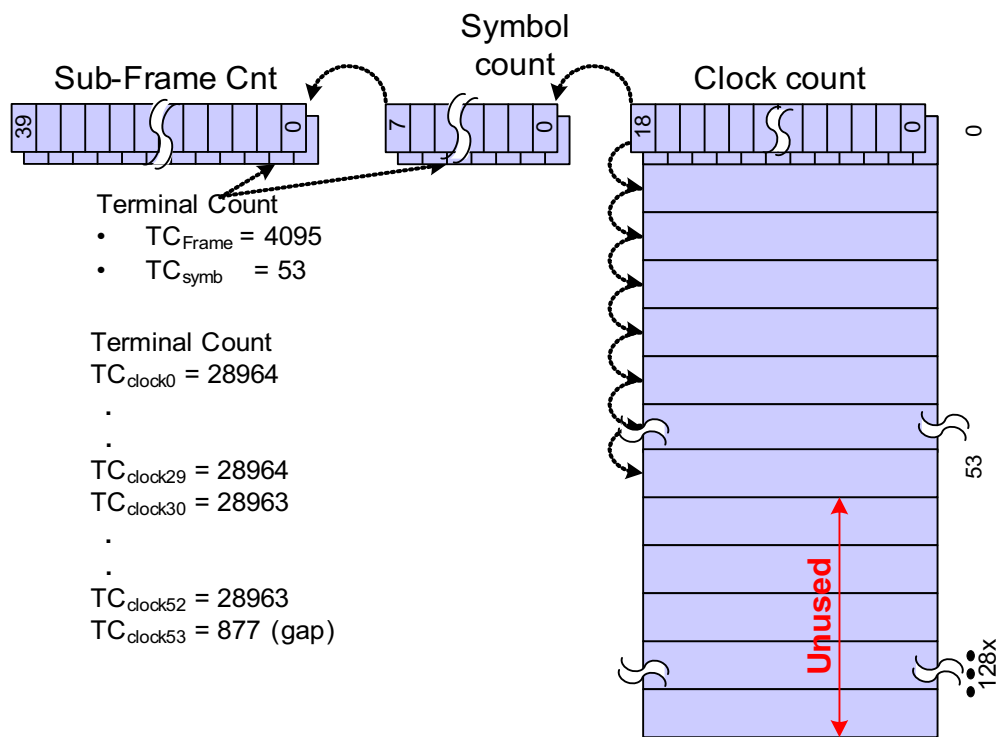 Symbol
count
Sub-Frame Cnt
Clock count
39
0
7
0
18
0
0
Terminal Count
• TCFrame = 4095
• TCsymb = 53
Terminal Count
TCclock0 = 28964
.
.
TCclock29 = 28964
TCclock30 = 28963
.
.
TCclock52 = 28963
TCclock53 = 877 (gap)
53
Unused
128x